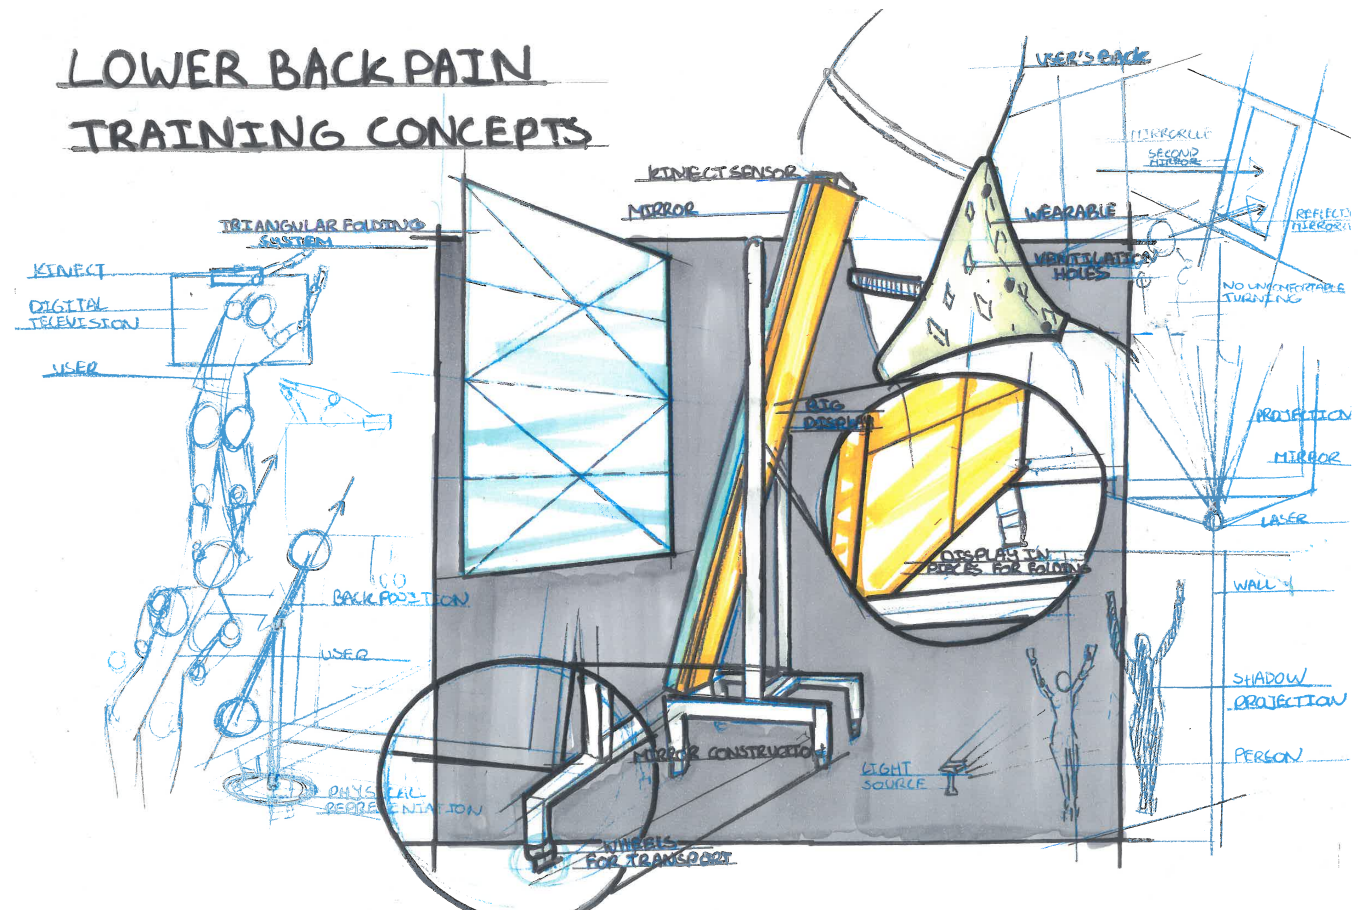 LOWER BACK PAIN
TRAINING CONCEPTS
USER'S BACK
SECOND
MIRROR
KINECT SENSOR
MIRROR
WEARABLE
TRIANGULAR FOLDING
SYSTEM
VENTILATION
HOLES
KINECT
DIGITAL
TELEVISION
USER
NO UNCOMFORTABLE
TURNING
BIG
DISPLAY
PROJECTION
MIRROR
LASER
DISPLAY IN
PIECES FOR FOLDING
WALL
BACK POSITION
USER
SHADOW
PROJECTION
MIRROR CONSTRUCTION
PERSON
LIGHT
SOURCE
PHYSICAL
REPRESENTATION
WHEELS
FOR TRANSPORT